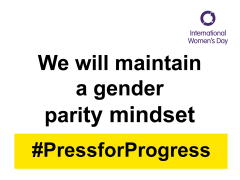 International
Women's Day
We will maintain
a gender
parity mindset
#PressforProgress